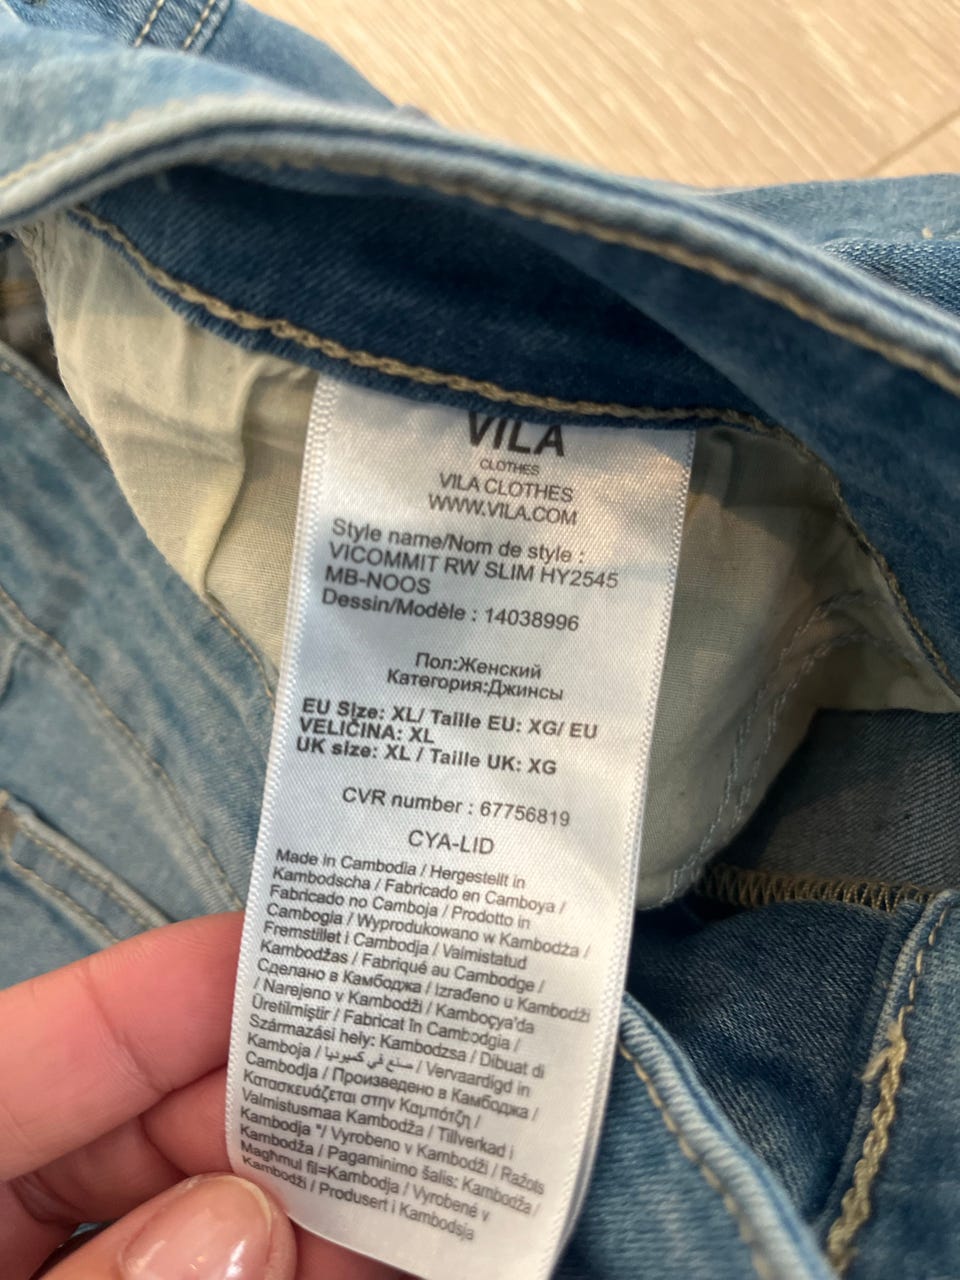 VILA
CLOTHES
VILA CLOTHES
WWW.VILA.COM
Style name/Nom de style :
VICOMMIT RW SLIM HY2545
MB-NOOS
Dessin/Modèle : 14038996
Пол:Женский
Категория:Джинсы
EU Size: XL/ Taille EU: XG/ EU
VELIČINA: XL
UK size: XL / Taille UK: XG
CVR number : 67756819
CYA-LID
Made in Cambodia / Hergestellt in
Kambodscha / Fabricado en Camboya /
Fabricado no Camboja / Prodotto in
Cambogia / Wyprodukowano w Kambodża /
Fremstillet i Cambodja / Valmistatud
Kambodžas / Fabriqué au Cambodge /
Сделано в Камбоджа / Izrađeno u Kambodži
/ Narejeno v Kambodži / Kamboçya'da
Üretilmiştir / Fabricat în Cambodgia /
Származási hely: Kambodzsa / Dibuat di
Kamboja / صنع في كمبوديا / Vervaardigd in
Cambodja / Произведено в Камбоджа /
Κατασκευάζεται στην Καμπότζη /
Valmistusmaa Kambodža / Tillverkad i
Kambodja "/ Vyrobeno v Kambodži / Ražots
Kambodža / Pagaminimo šalis: Kambodža /
Magħmul fil=Kambodja / Vyrobené v
Kambodži / Produsert i Kambodsja